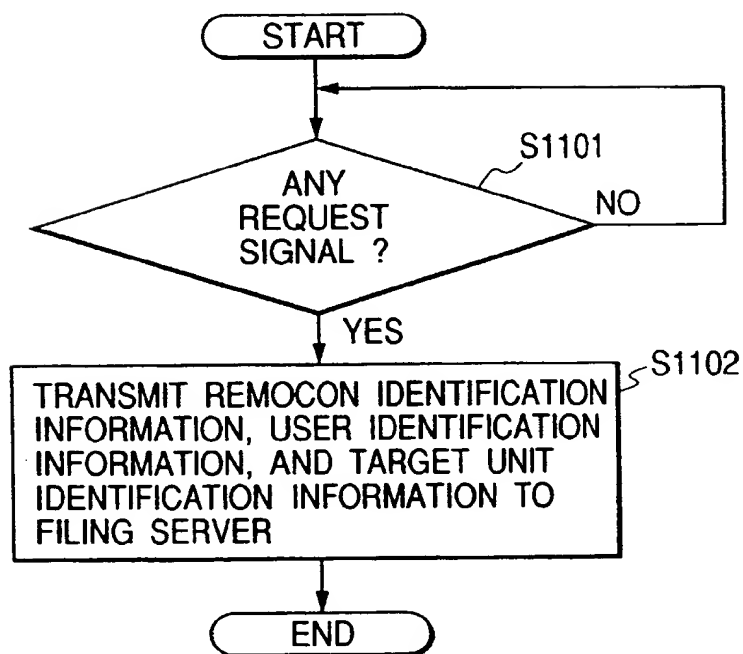 START
S1101
ANY
REQUEST
SIGNAL ?
NO
YES
S1102
TRANSMIT REMOCON IDENTIFICATION
INFORMATION, USER IDENTIFICATION
INFORMATION, AND TARGET UNIT
IDENTIFICATION INFORMATION TO
FILING SERVER
END